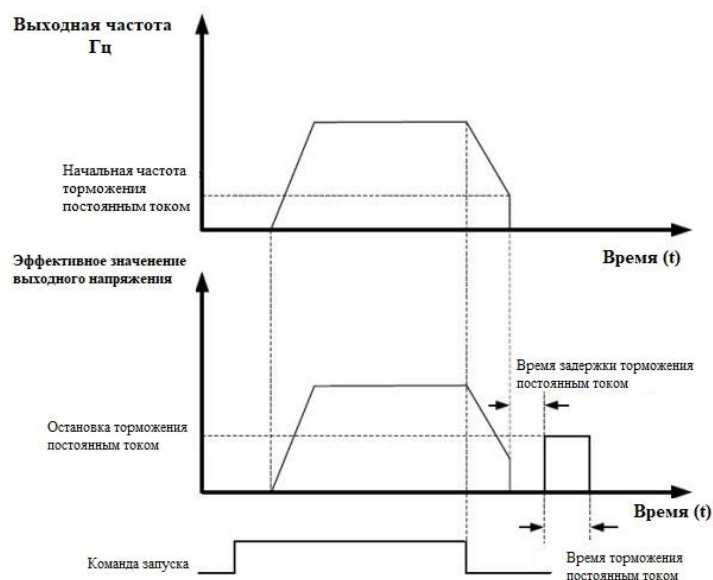 Выходная частота
Гц
Начальная частота
торможения
постоянным током
Время (t)
Эффективное значенение
выходного напряжения
Время задержки торможения
постоянным током
Остановка торможения
постоянным током
Время (t)
Команда запуска
Время торможения
постоянным током